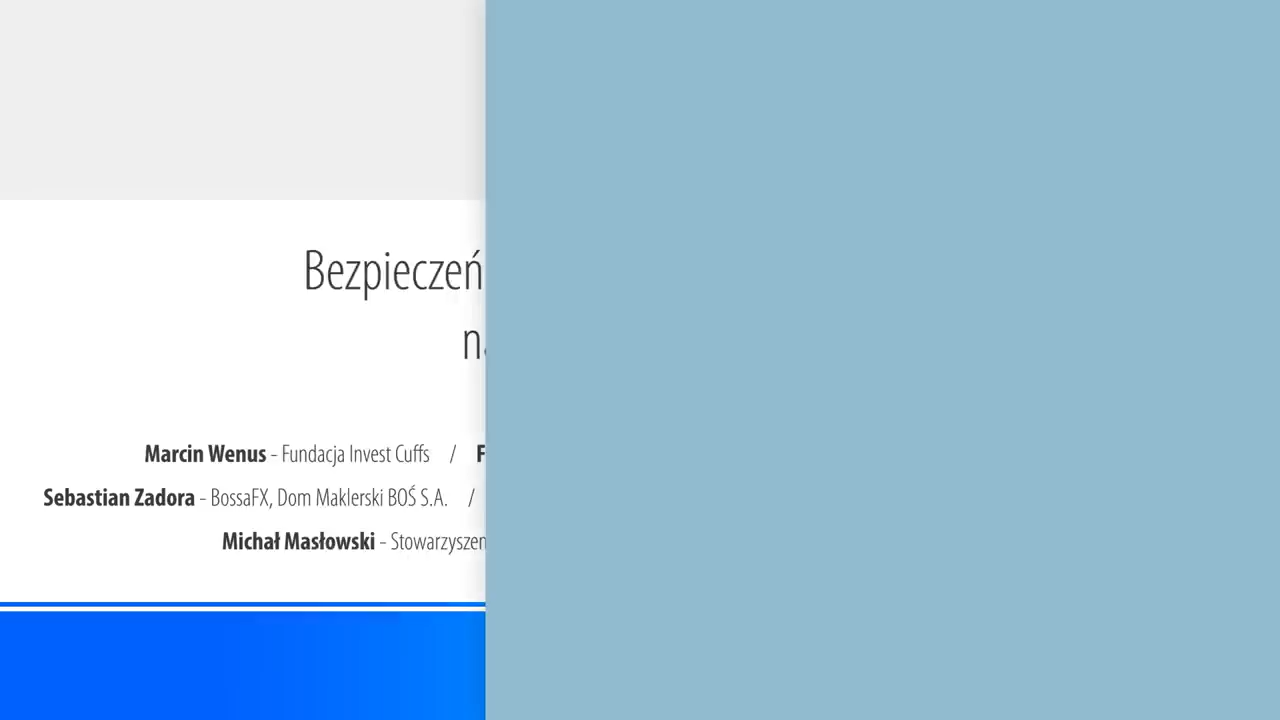 Bezpieczeń
Marcin Wenus - Fundacja Invest Cuffs / F
Sebastian Zadora - BossaFX, Dom Maklerski BOŚ S.A. /
Michał Masłowski - Stowarzyszen